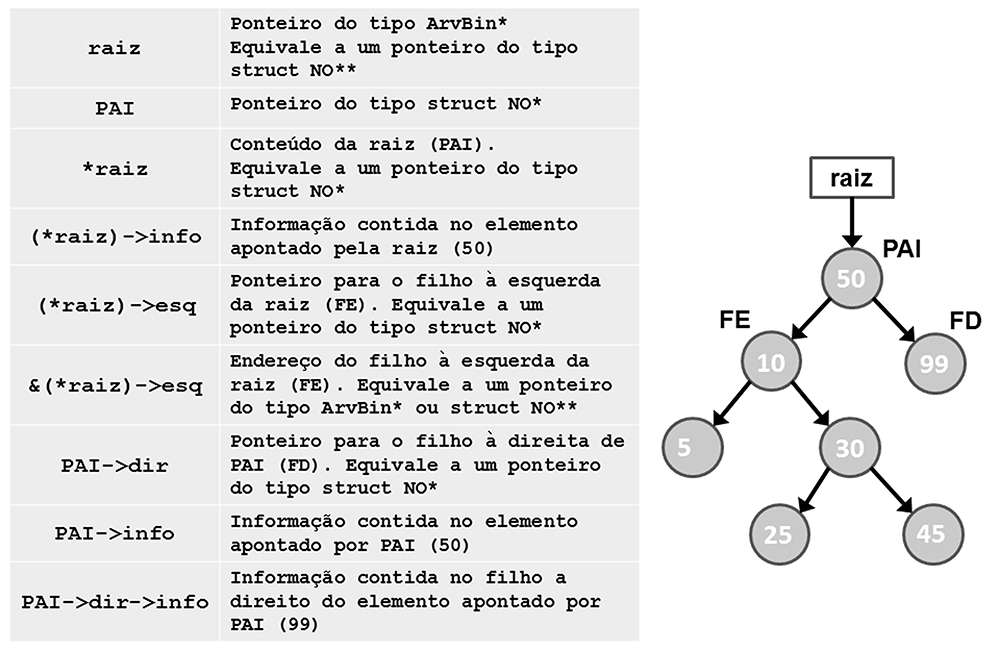 raiz
Ponteiro do tipo ArvBin*
Equivale a um ponteiro do tipo
struct NO**
PAI
Ponteiro do tipo struct NO*
*raiz
Conteúdo da raiz (PAI).
Equivale a um ponteiro do tipo
struct NO*
(*raiz)->info
Informação contida no elemento
apontado pela raiz (50)
(*raiz)->esq
Ponteiro para o filho à esquerda
da raiz (FE). Equivale a um
ponteiro do tipo struct NO*
&(*raiz)->esq
Endereço do filho à esquerda da
raiz (FE). Equivale a um ponteiro
do tipo ArvBin* ou struct NO**
PAI->dir
Ponteiro para o filho à direita de
PAI (FD). Equivale a um ponteiro
do tipo struct NO*
PAI->info
Informação contida no elemento
apontado por PAI (50)
PAI->dir->info
Informação contida no filho a
direito do elemento apontado por
PAI (99)
raiz
PAI
50
FE
FD
10
99
5
30
25
45